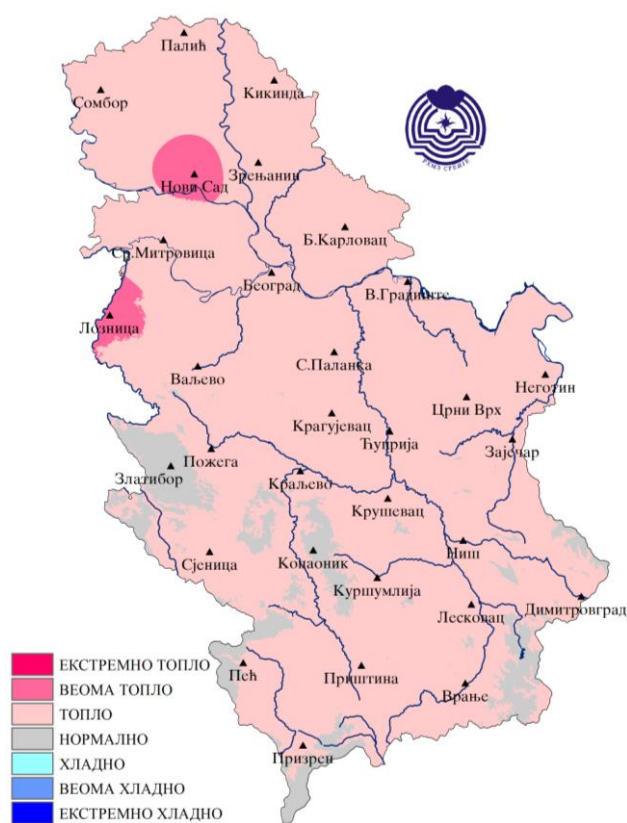 Палић
Кикинда
Сомбор
РХМЗ СРБИЈЕ
Зрењанин
Нови Сад
Б.Карловац
Ср.Митровица
Београд
В.Градиште
Лозница
С.Паланка
Ваљево
Неготин
Црни Врх
Крагујевац
Ћуприја
Зајечар
Пожега
Златибор
Краљево
Крушевац
Ниш
Сјеница
Копаоник
Куршумлија
Димитровград
Лесковац
Пећ
Приштина
Врање
Призрен
ЕКСТРЕМНО ТОПЛО
ВЕОМА ТОПЛО
ТОПЛО
НОРМАЛНО
ХЛАДНО
ВЕОМА ХЛАДНО
ЕКСТРЕМНО ХЛАДНО